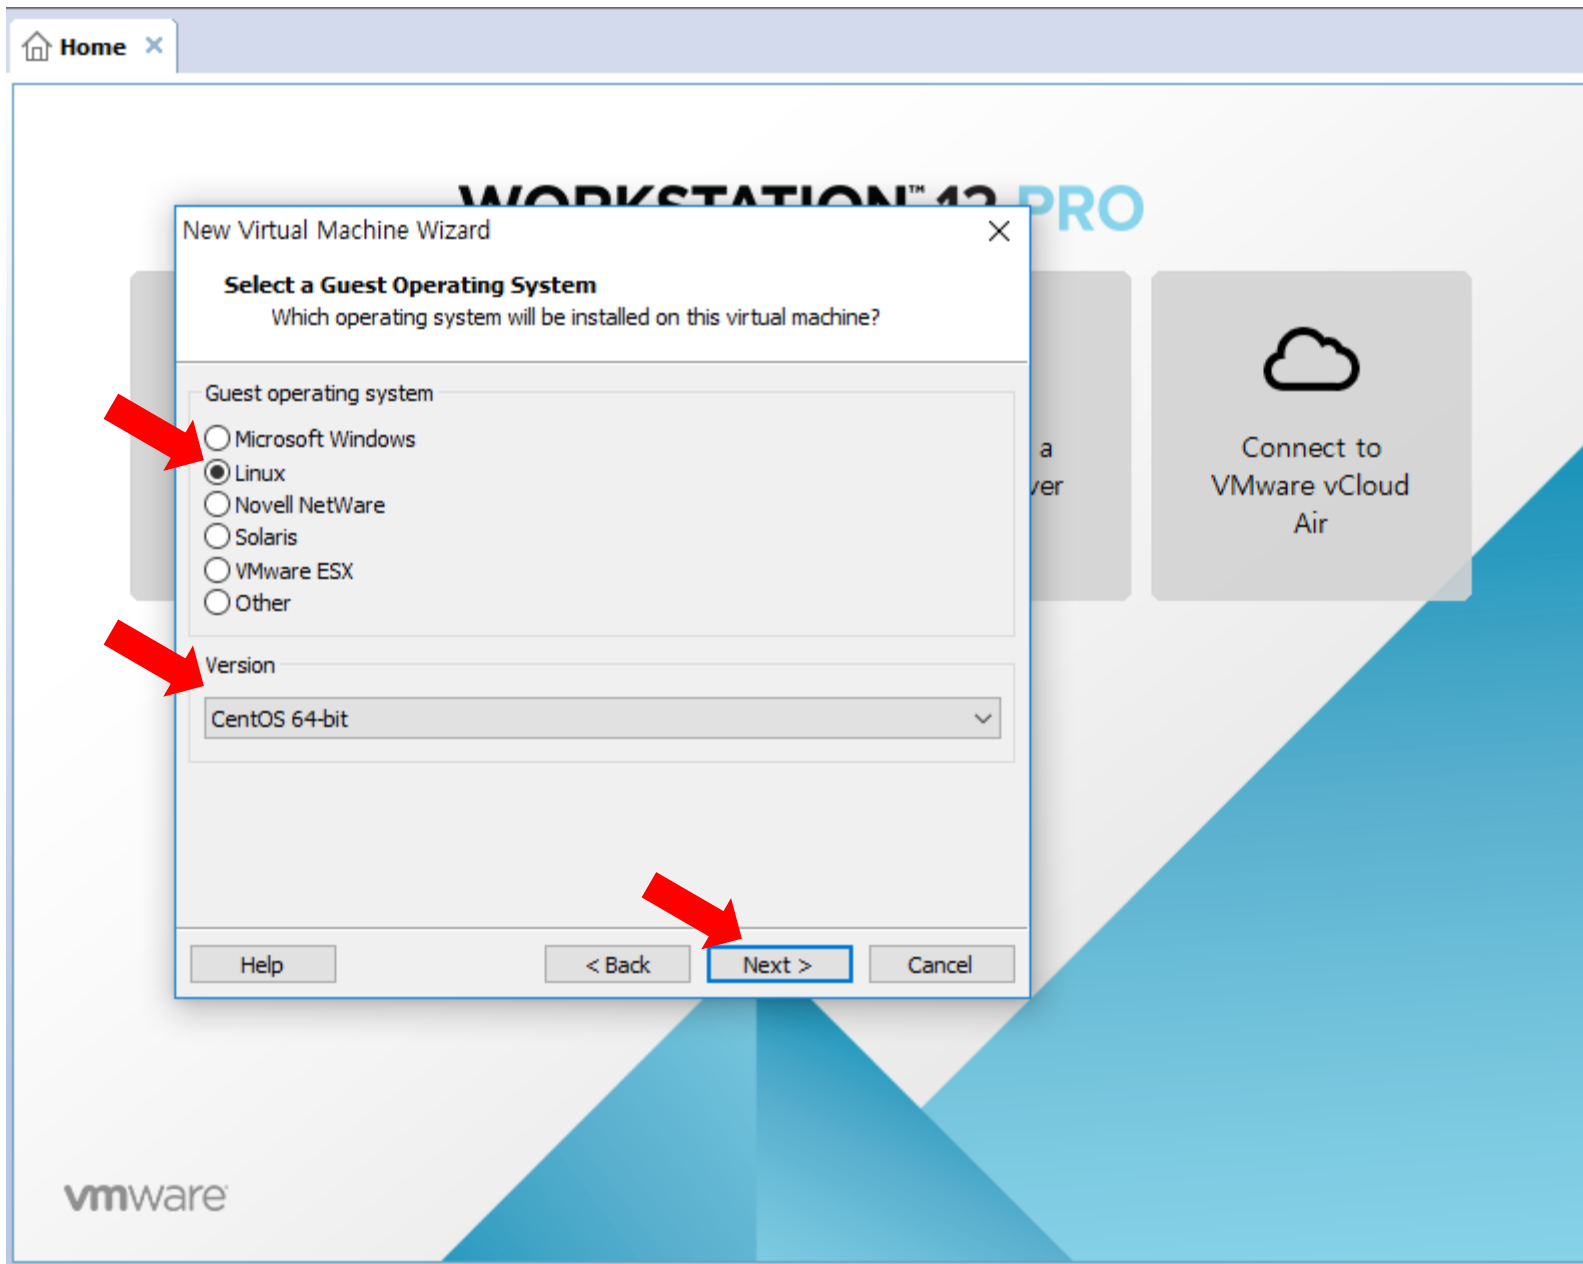 Home
WORKSTATION™ 12 PRO
New Virtual Machine Wizard
Select a Guest Operating System
Which operating system will be installed on this virtual machine?
Guest operating system
Microsoft Windows
Linux
Novell NetWare
Solaris
VMware ESX
Other
Version
CentOS 64-bit
Help
< Back
Next >
Cancel
a
ver
Connect to
VMware vCloud
Air
vmware